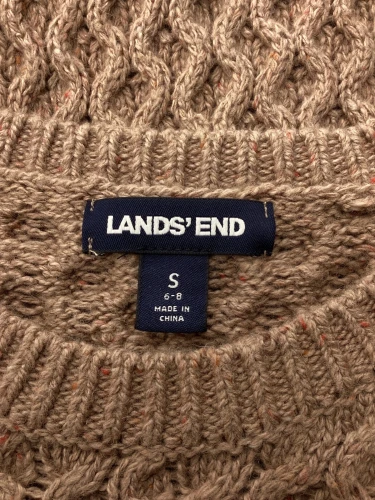 LANDS' END
S
6-8
MADE IN
CHINA